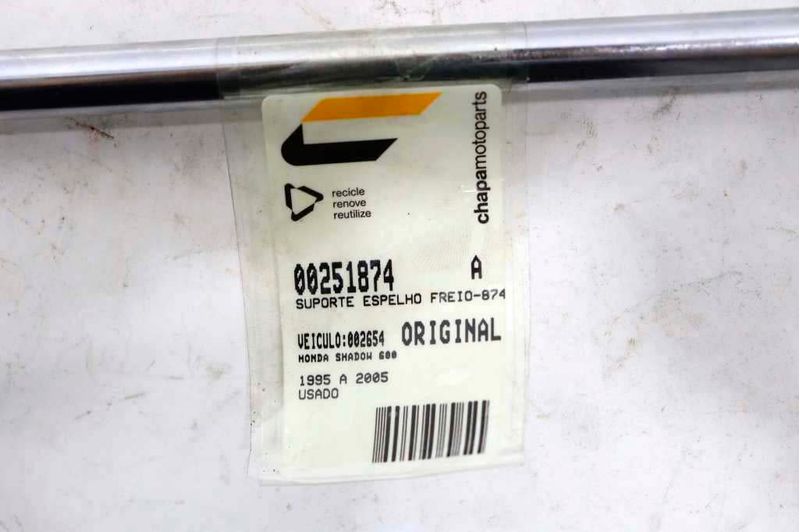 chapamotoparts
recicle
renove
reutilize
00251874 A
SUPORTE ESPELHO FREIO-874
VEICULO:002654 ORIGINAL
HONDA SHADOW 600
1995 A 2005
USADO